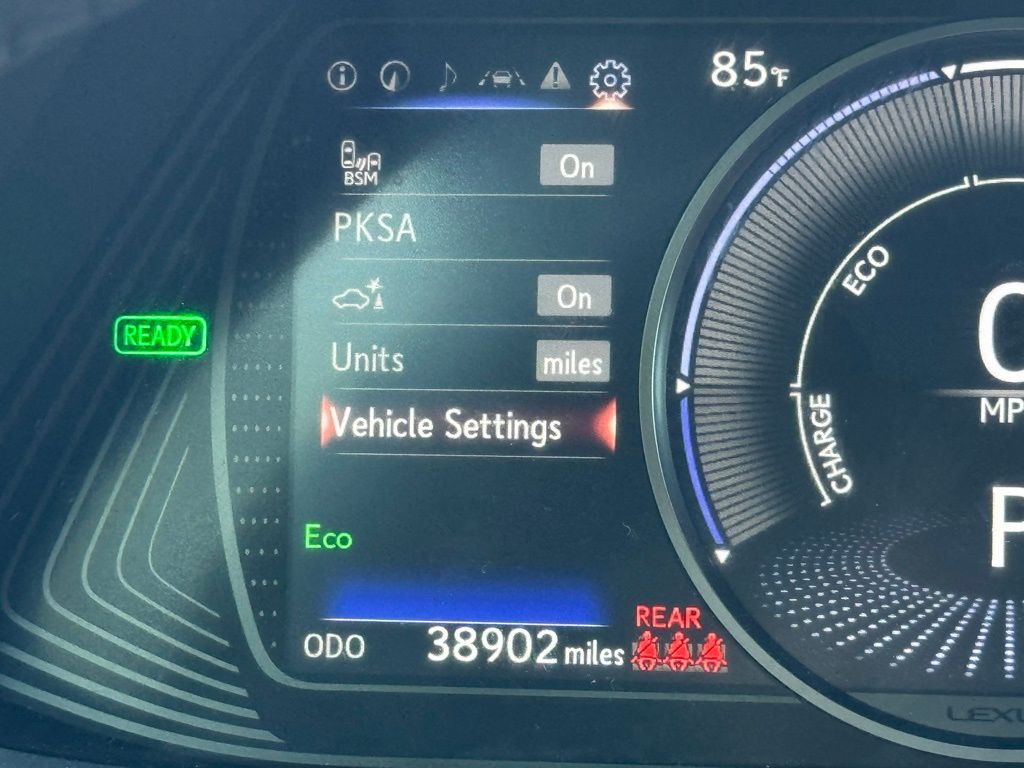 85°F
BSM On
PKSA
On
READY
Units miles
Vehicle Settings
Eco
ODO 38902 miles
REAR
ECO
CHARGE
P